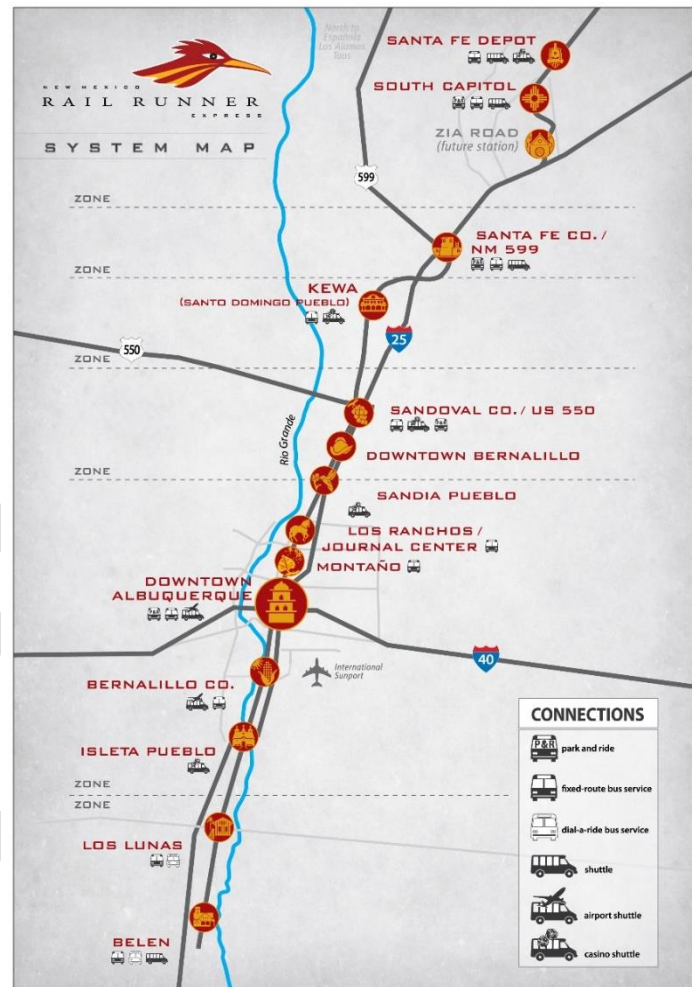 NEW MEXICO
RAIL RUNNER
EXPRESS
SYSTEM MAP
North to
Española
Los Alamos
Taos
SANTA FE DEPOT
SOUTH CAPITOL
ZIA ROAD
(future station)
599
ZONE
SANTA FE CO./
NM 599
ZONE
KEWA
(SANTO DOMINGO PUEBLO)
25
550
ZONE
SANDOVAL CO./ US 550
Rio Grande
DOWNTOWN BERNALILLO
ZONE
SANDIA PUEBLO
LOS RANCHOS /
JOURNAL CENTER
MONTAÑO
DOWNTOWN
ALBUQUERQUE
40
International
Sunport
BERNALILLO CO.
ISLETA PUEBLO
ZONE
ZONE
LOS LUNAS
BELEN
CONNECTIONS
P&R park and ride
fixed-route bus service
dial-a-ride bus service
shuttle
airport shuttle
casino shuttle